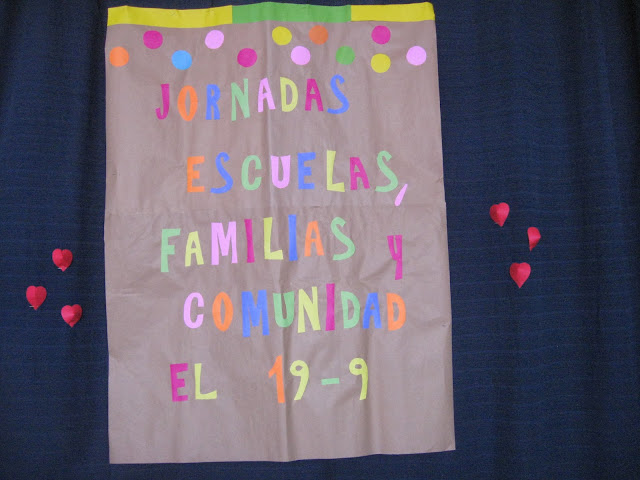 JORNADAS
ESCUELAS,
FAMILIAS y
COMUNIDAD
EL 19-9